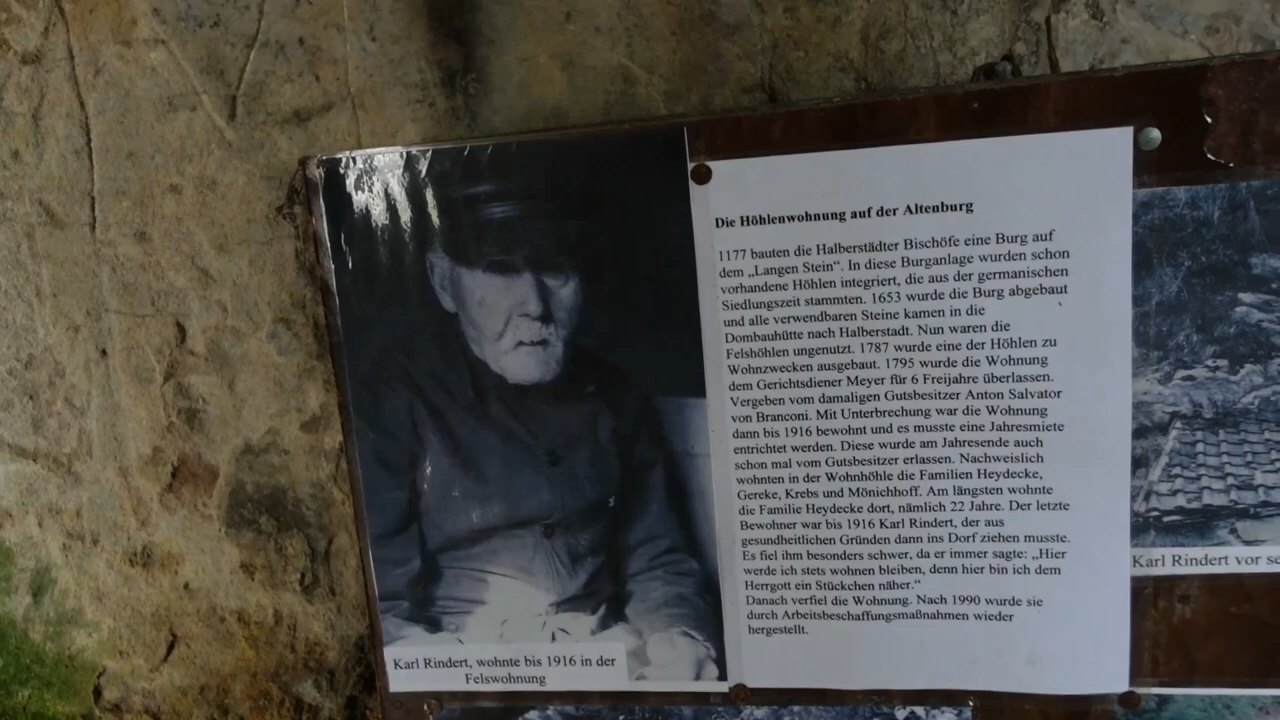 Die Höhlenwohnung auf der Altenburg
1177 bauten die Halberstädter Bischöfe eine Burg auf
dem „Langen Stein“. In diese Burganlage wurden schon
vorhandene Höhlen integriert, die aus der germanischen
Siedlungszeit stammten. 1653 wurde die Burg abgebaut
und alle verwendbaren Steine kamen in die
Dombauhütte nach Halberstadt. Nun waren die
Felshöhlen ungenutzt. 1787 wurde eine der Höhlen zu
Wohnzwecken ausgebaut. 1795 wurde die Wohnung
dem Gerichtsdiener Meyer für 6 Freijahre überlassen.
Vergeben vom damaligen Gutsbesitzer Anton Salvator
von Branconi. Mit Unterbrechung war die Wohnung
dann bis 1916 bewohnt und es musste eine Jahresmiete
entrichtet werden. Diese wurde am Jahresende auch
schon mal vom Gutsbesitzer erlassen. Nachweislich
wohnten in der Wohnhöhle die Familien Heydecke,
Gereke, Krebs und Mönichhoff. Am längsten wohnte
die Familie Heydecke dort, nämlich 22 Jahre. Der letzte
Bewohner war bis 1916 Karl Rindert, der aus
gesundheitlichen Gründen dann ins Dorf ziehen musste.
Es fiel ihm besonders schwer, da er immer sagte: „Hier
werde ich stets wohnen bleiben, denn hier bin ich dem
Herrgott ein Stückchen näher.“
Danach verfiel die Wohnung. Nach 1990 wurde sie
durch Arbeitsbeschaffungsmaßnahmen wieder
hergestellt.
Karl Rindert, wohnte bis 1916 in der
Felswohnung
Karl Rindert vor